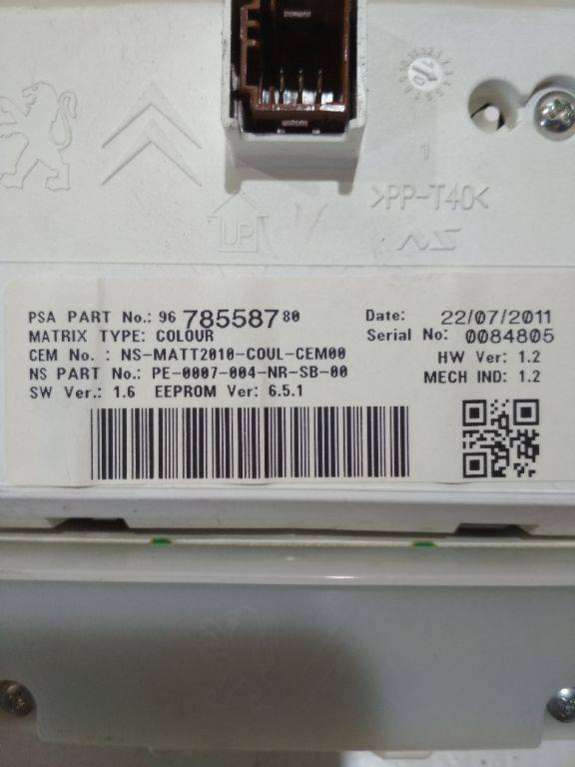 >PP-T40<
UP
PSA PART No.: 96 785587 80
MATRIX TYPE: COLOUR
CEM No. : NS-MATT2010-COUL-CEM00
NS PART No.: PE-0007-004-NR-SB-00
SW Ver.: 1.6 EEPROM Ver: 6.5.1
Date: 22/07/2011
Serial No: 0084805
HW Ver: 1.2
MECH IND: 1.2